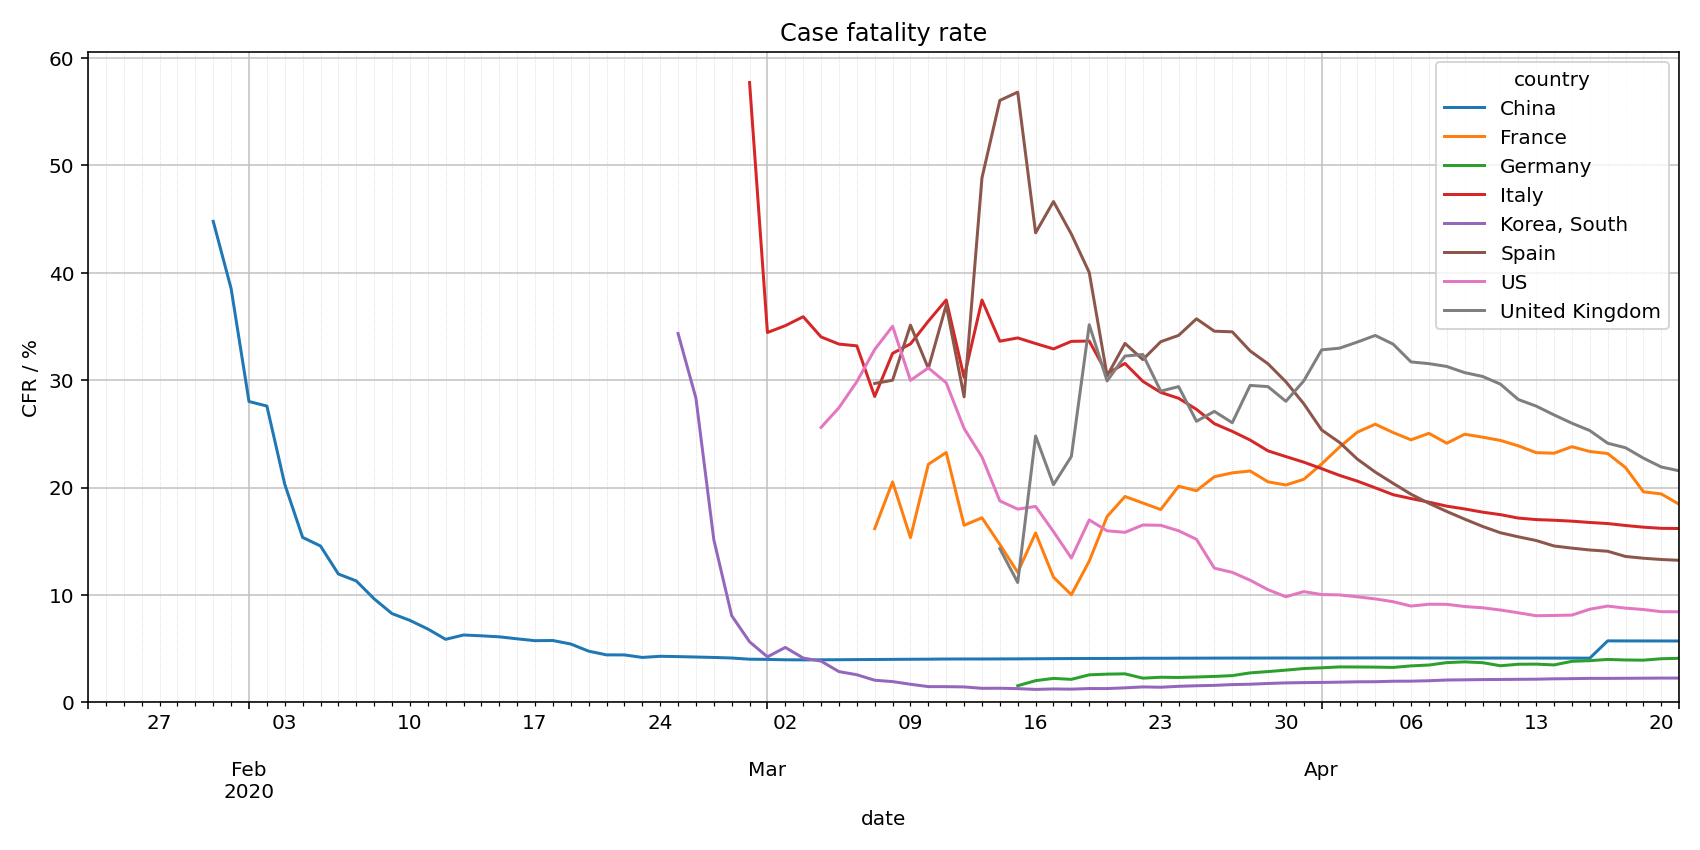 Case fatality rate
60
50
40
30
20
10
0
CFR / %
country
China
France
Germany
Italy
Korea, South
Spain
US
United Kingdom
27 03 10 17 24 02 09 16 23 30 06 13 20
Feb Mar Apr
2020
date